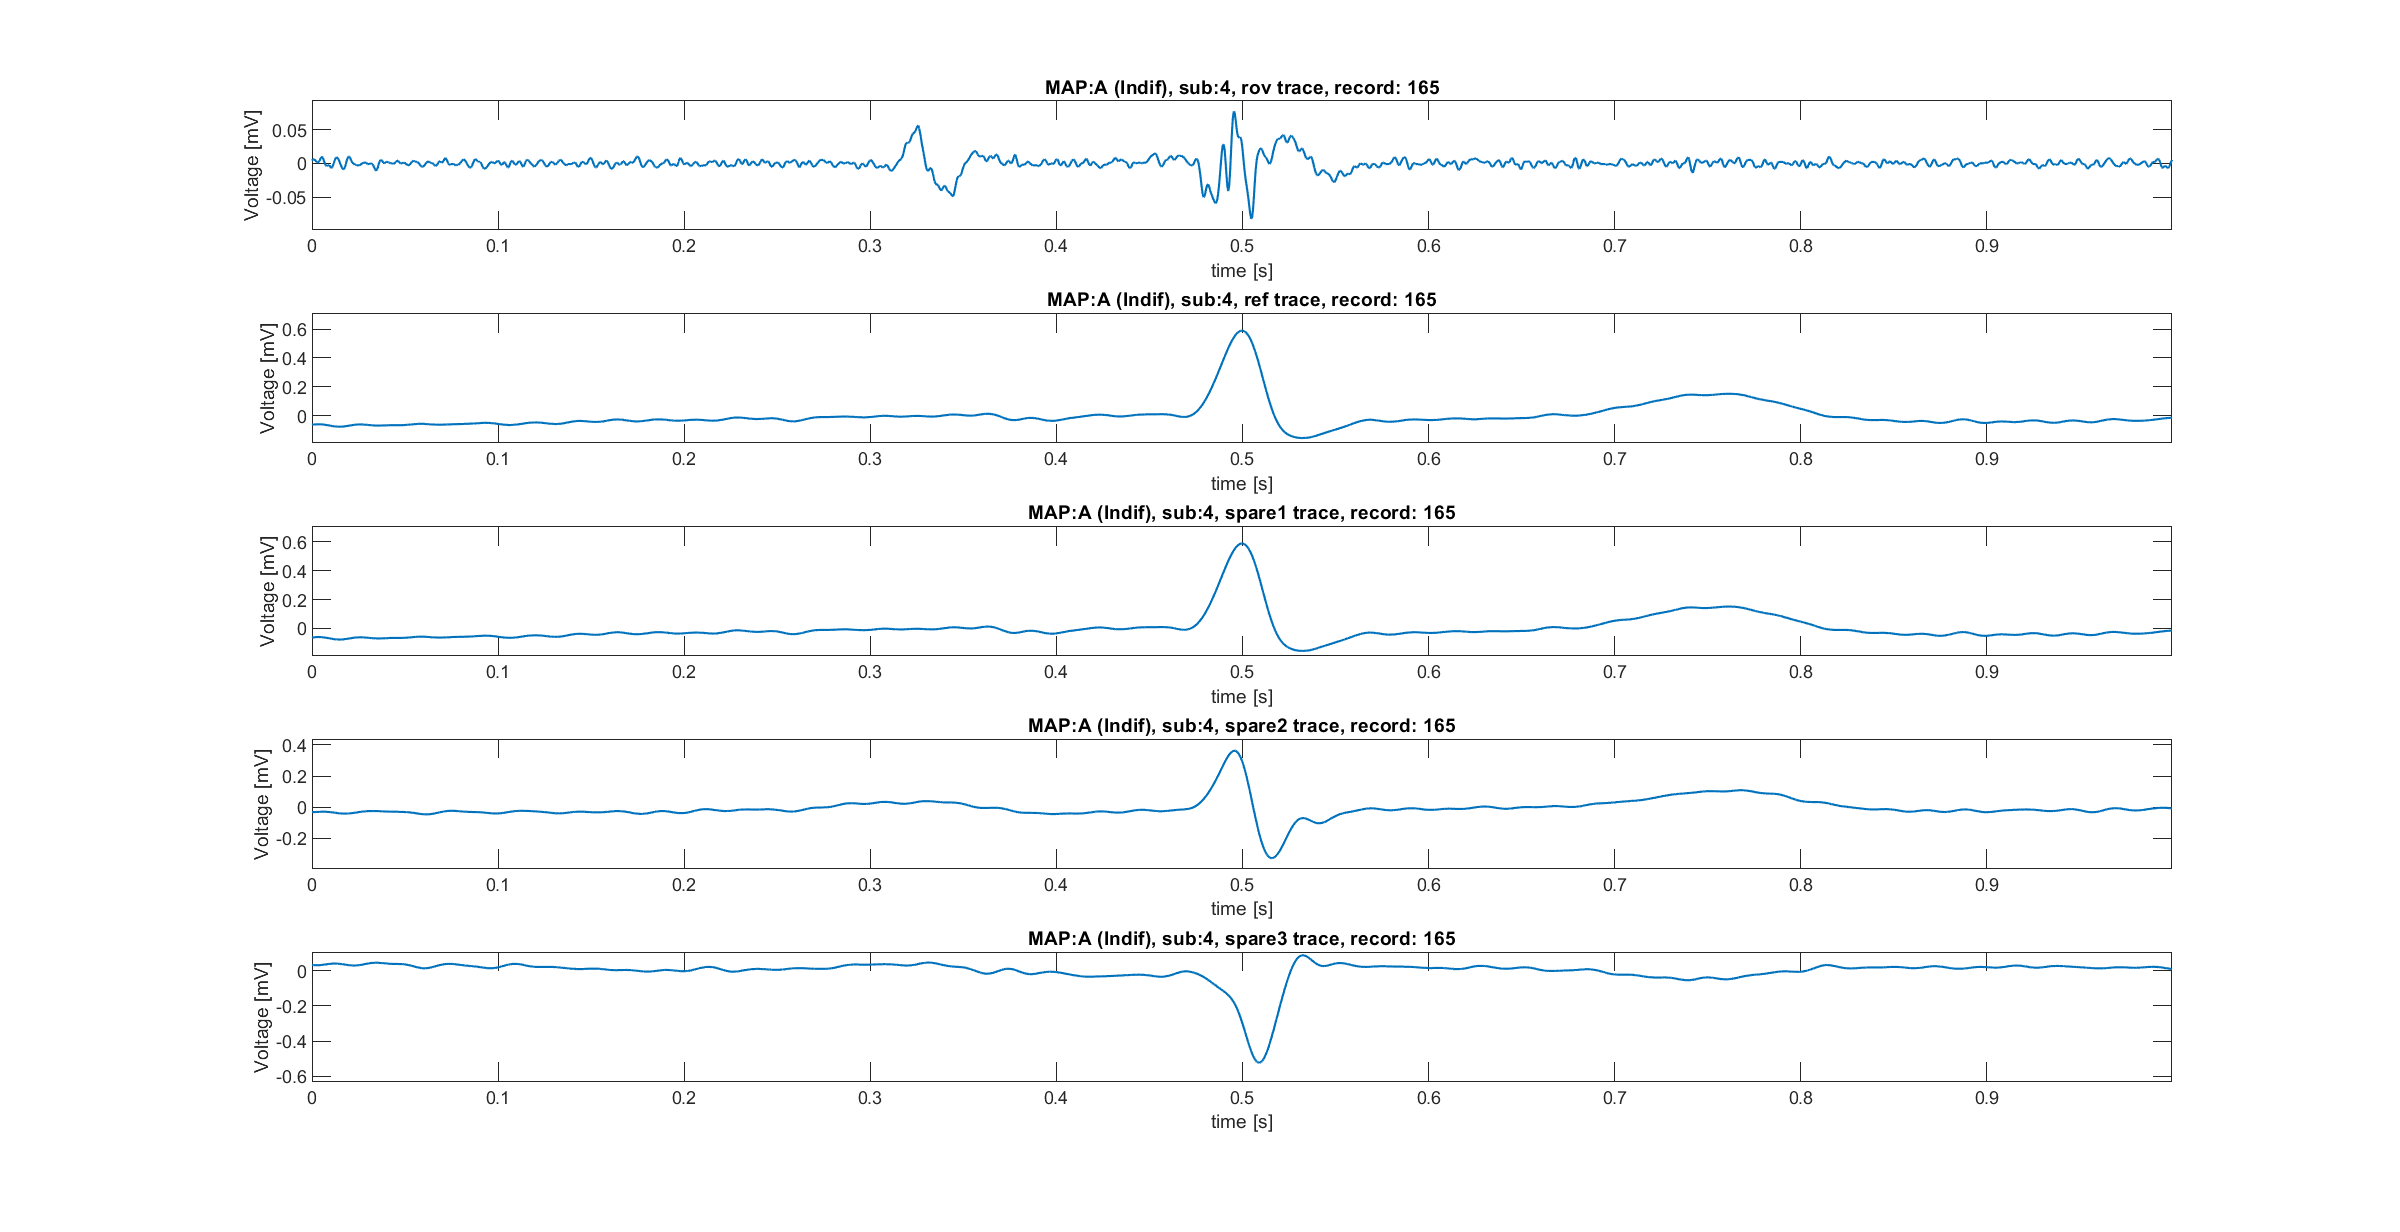 MAP:A (Indif), sub:4, rov trace, record: 165
Voltage [mV]
0.05
0
-0.05
0 0.1 0.2 0.3 0.4 0.5 0.6 0.7 0.8 0.9
time [s]
MAP:A (Indif), sub:4, ref trace, record: 165
Voltage [mV]
0.6
0.4
0.2
0
0 0.1 0.2 0.3 0.4 0.5 0.6 0.7 0.8 0.9
time [s]
MAP:A (Indif), sub:4, spare1 trace, record: 165
Voltage [mV]
0.6
0.4
0.2
0
0 0.1 0.2 0.3 0.4 0.5 0.6 0.7 0.8 0.9
time [s]
MAP:A (Indif), sub:4, spare2 trace, record: 165
Voltage [mV]
0.4
0.2
0
-0.2
0 0.1 0.2 0.3 0.4 0.5 0.6 0.7 0.8 0.9
time [s]
MAP:A (Indif), sub:4, spare3 trace, record: 165
Voltage [mV]
0
-0.2
-0.4
-0.6
0 0.1 0.2 0.3 0.4 0.5 0.6 0.7 0.8 0.9
time [s]